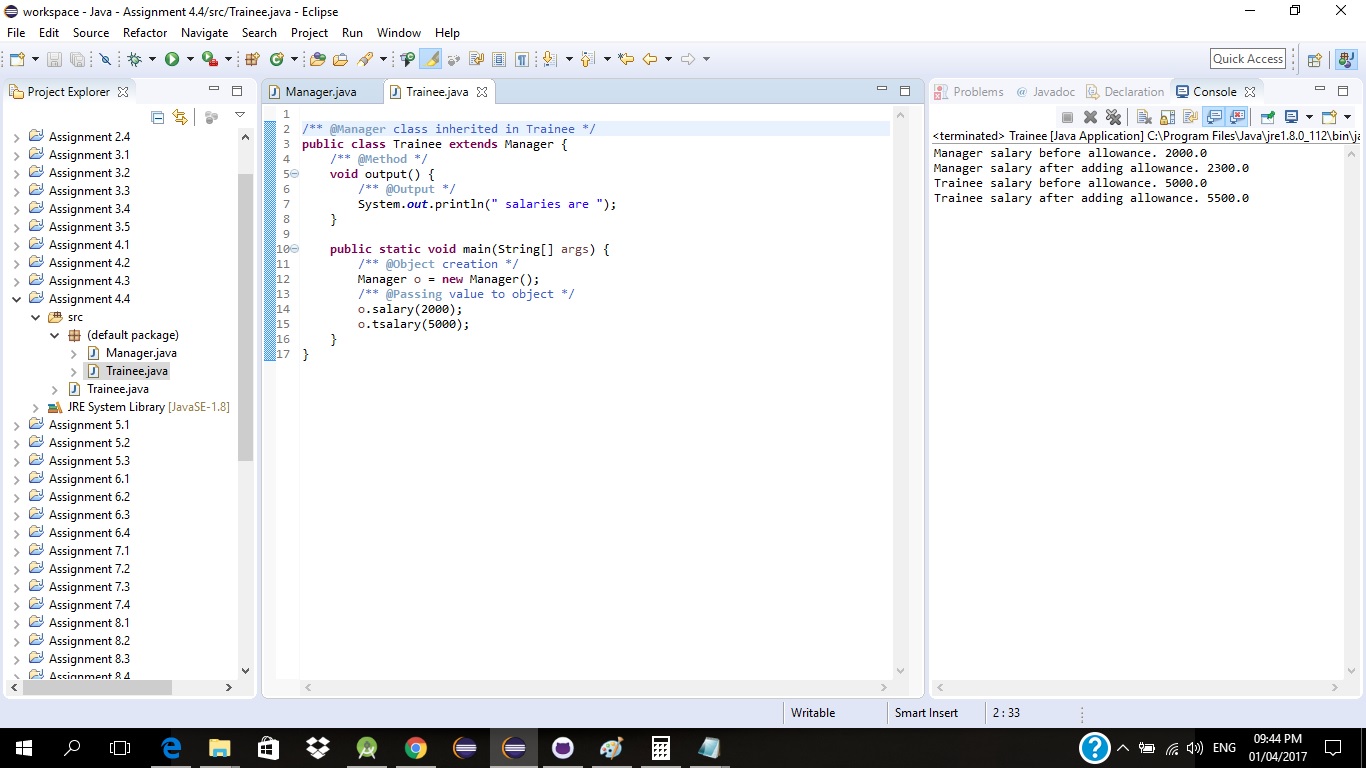 workspace - Java - Assignment 4.4/src/Trainee.java - Eclipse
File Edit Source Refactor Navigate Search Project Run Window Help
Quick Access
Project Explorer
Assignment 2.4
Assignment 3.1
Assignment 3.2
Assignment 3.3
Assignment 3.4
Assignment 3.5
Assignment 4.1
Assignment 4.2
Assignment 4.3
Assignment 4.4
src
(default package)
Manager.java
Trainee.java
Trainee.java
JRE System Library [JavaSE-1.8]
Assignment 5.1
Assignment 5.2
Assignment 5.3
Assignment 6.1
Assignment 6.2
Assignment 6.3
Assignment 6.4
Assignment 7.1
Assignment 7.2
Assignment 7.3
Assignment 7.4
Assignment 8.1
Assignment 8.2
Assignment 8.3
Assignment 8.4
Manager.java Trainee.java
1
2 /** @Manager class inherited in Trainee */
3 public class Trainee extends Manager {
4 /** @Method */
5 void output() {
6 /** @Output */
7 System.out.println(" salaries are ");
8 }
9
10 public static void main(String[] args) {
11 /** @Object creation */
12 Manager o = new Manager();
13 /** @Passing value to object */
14 o.salary(2000);
15 o.tsalary(5000);
16 }
17 }
Problems @ Javadoc Declaration Console
<terminated> Trainee [Java Application] C:\Program Files\Java\jre1.8.0_112\bin\ja
Manager salary before allowance. 2000.0
Manager salary after adding allowance. 2300.0
Trainee salary before allowance. 5000.0
Trainee salary after adding allowance. 5500.0
Writable Smart Insert 2 : 33
ENG
09:44 PM
01/04/2017